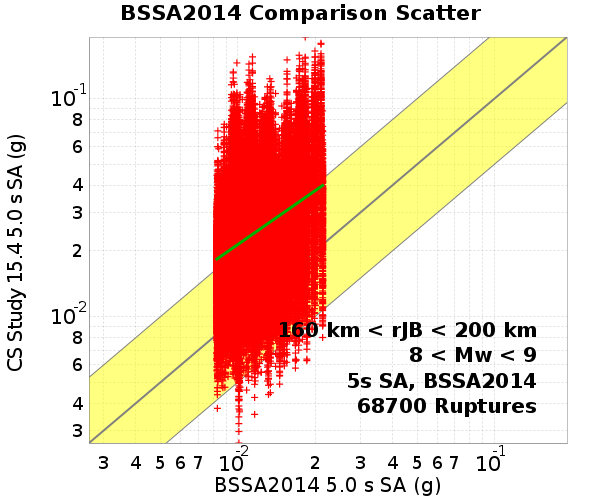 BSSA2014 Comparison Scatter
CS Study 15.4 5.0 s SA (g)
10-1
8
6
4
3
2
10-2
8
6
4
3
160 km < rJB < 200 km
8 < Mw < 9
5s SA, BSSA2014
68700 Ruptures
3 4 5 6 7 10-2 2 3 4 5 6 7 10-1
BSSA2014 5.0 s SA (g)